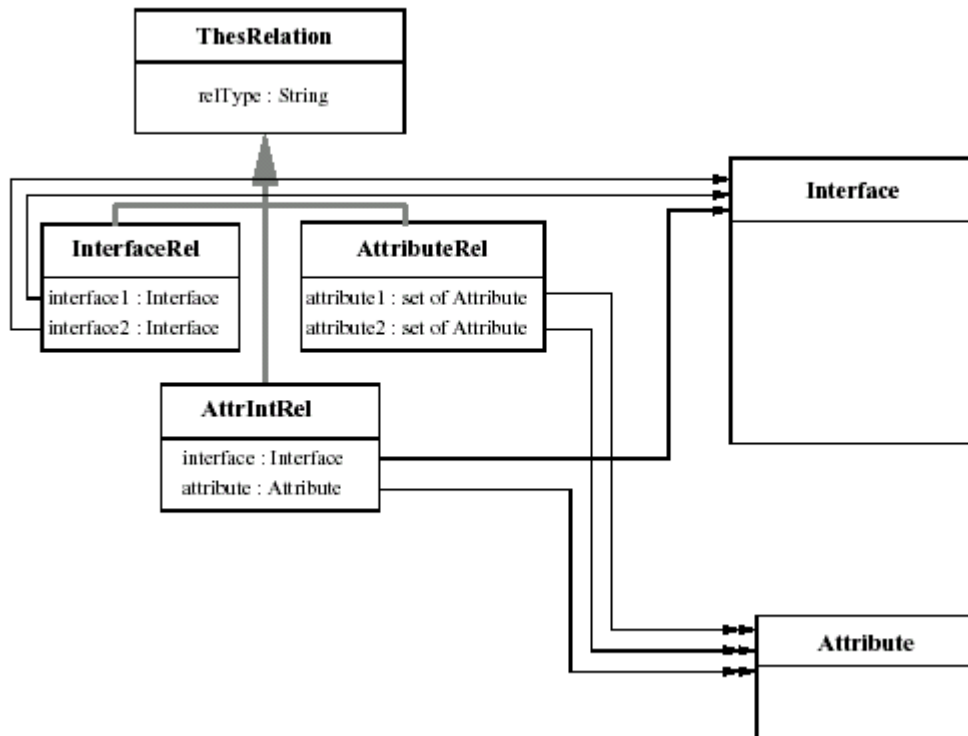 ThesRelation
relType : String
Interface
InterfaceRel
interface1 : Interface
interface2 : Interface
AttributeRel
attribute1 : set of Attribute
attribute2 : set of Attribute
AttrIntRel
interface : Interface
attribute : Attribute
Attribute